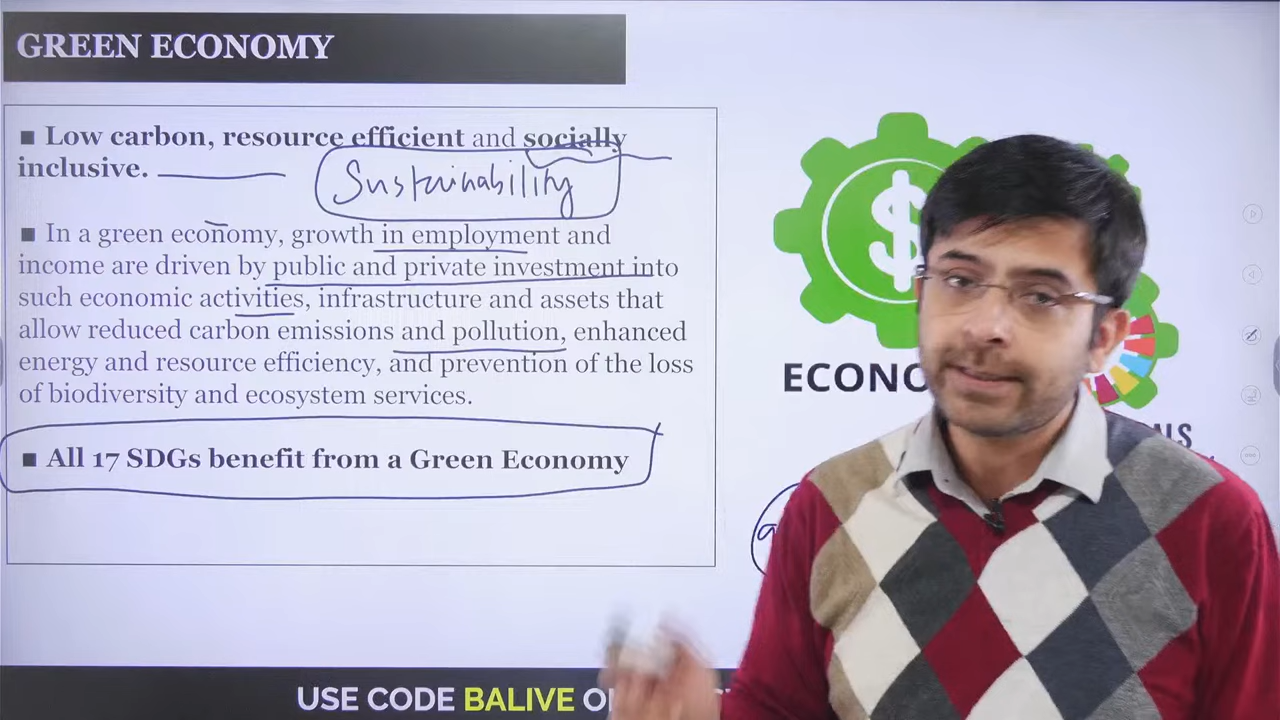 GREEN ECONOMY
■ Low carbon, resource efficient and socially
inclusive.
Sustainability
■ In a green economy, growth in employment and
income are driven by public and private investment into
such economic activities, infrastructure and assets that
allow reduced carbon emissions and pollution, enhanced
energy and resource efficiency, and prevention of the loss
of biodiversity and ecosystem services.
■ All 17 SDGs benefit from a Green Economy
$
USE CODE BALIVE